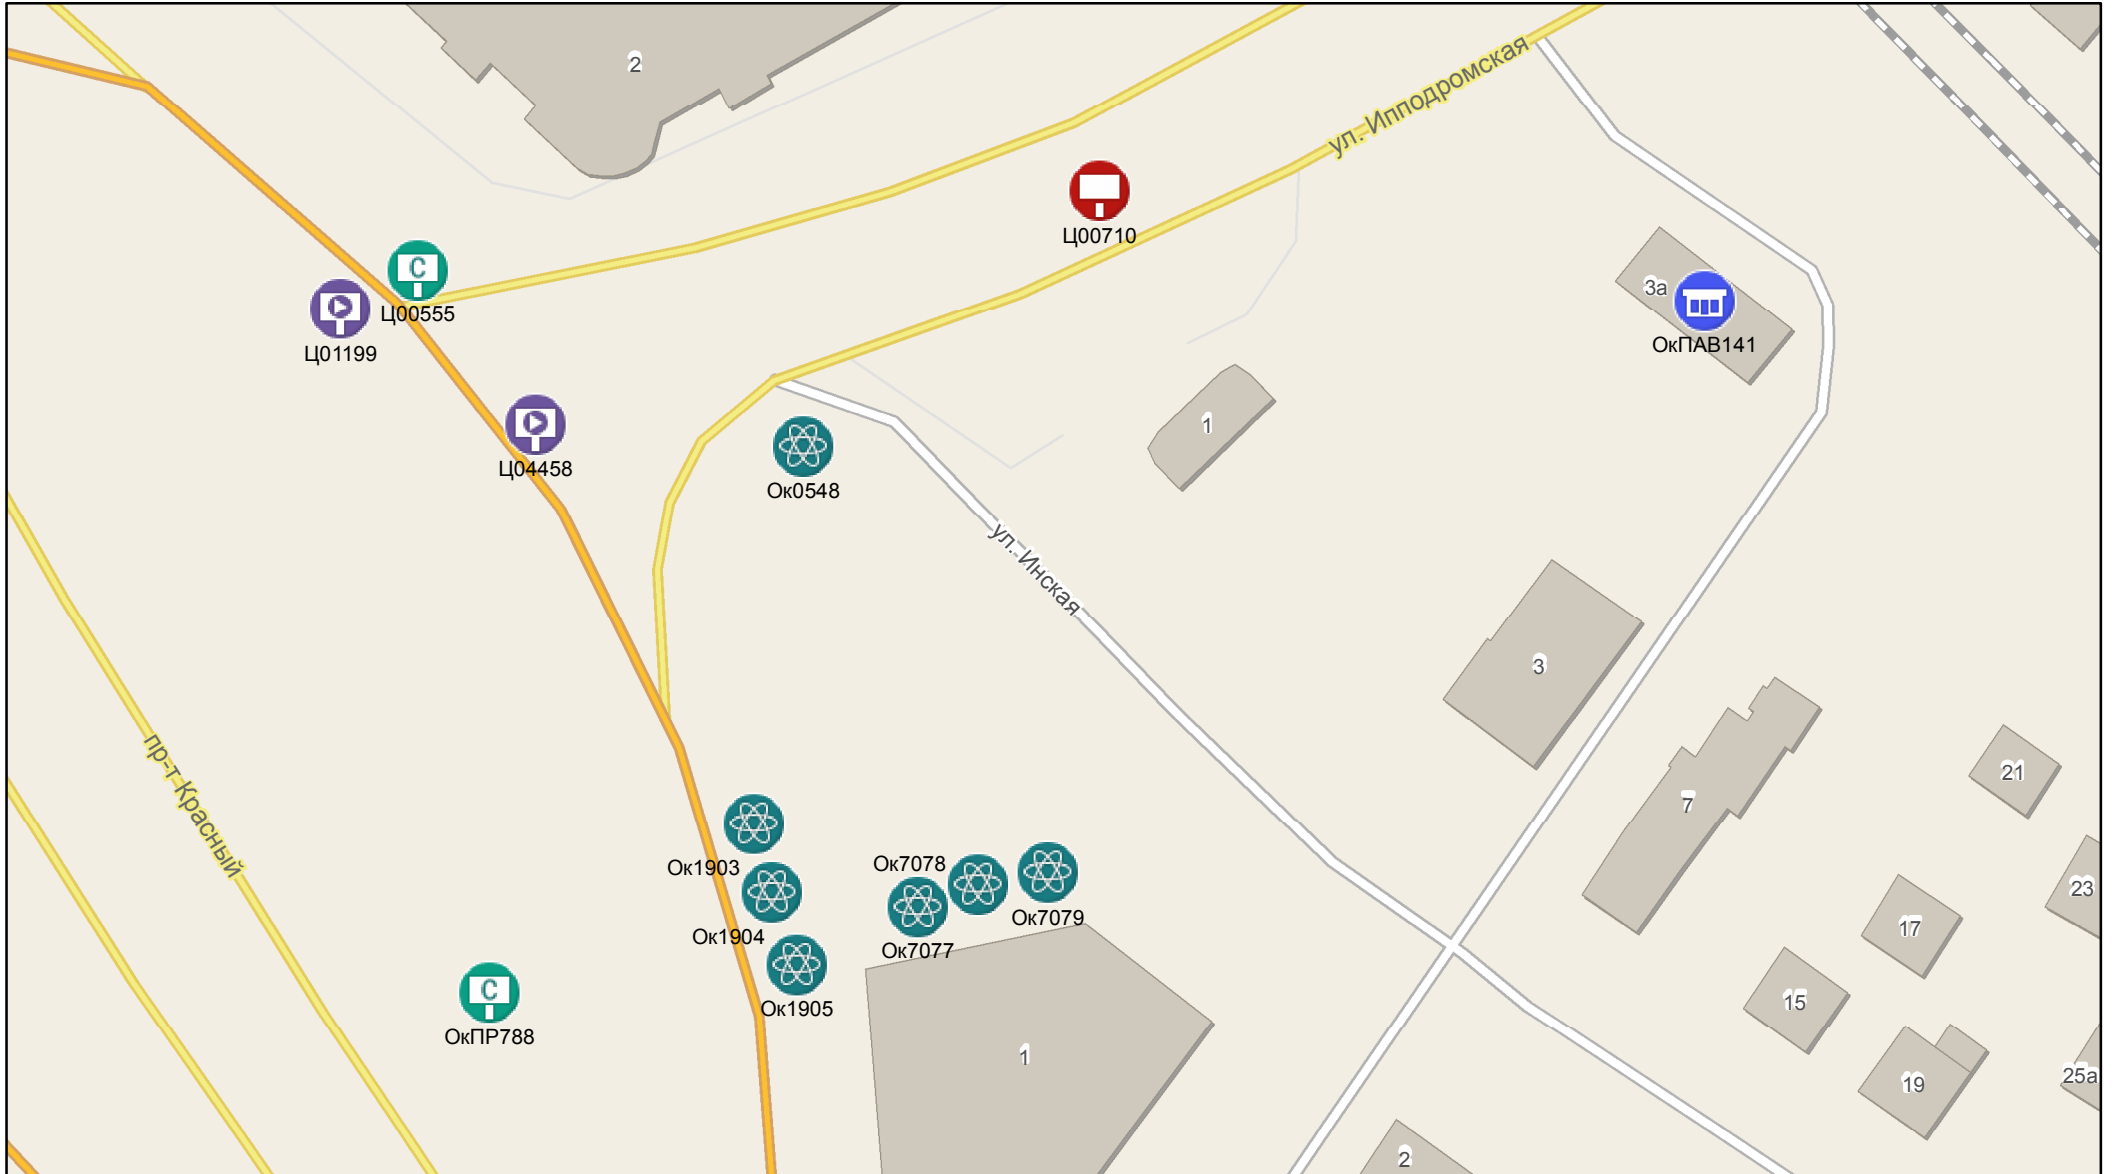 2
ул. Ипподромская
Ц00710
С
Ц00555
Ц01199
3а
ОкПАВ141
Ц04458
1
Ок0548
ул. Инская
3
пр-т Красный
7
21
Ок1903
Ок7078
Ок7079
23
Ок1904
Ок7077
17
С
Ок1905
15
ОкПР788
1
19
25а
2